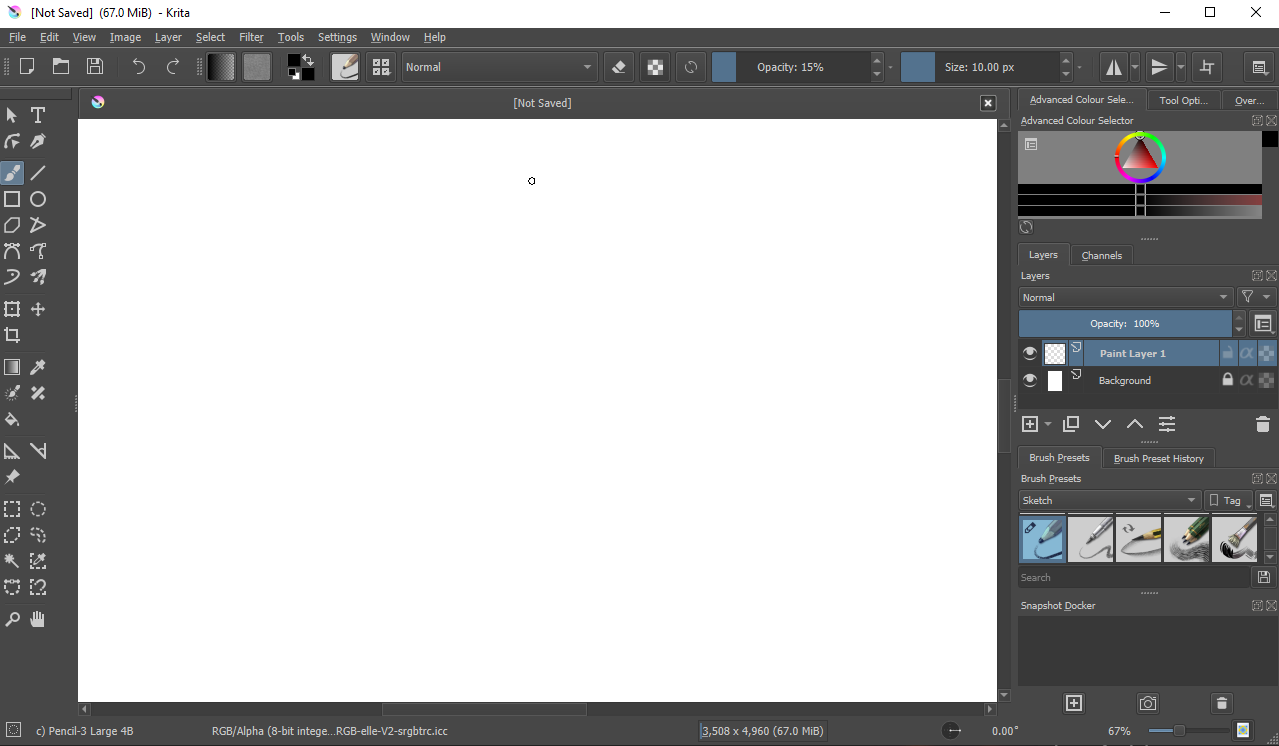 [Not Saved]  (67.0 MiB)  - Krita
File Edit View Image Layer Select Filter Tools Settings Window Help
Normal Opacity: 15% Size: 10.00 px
[Not Saved]
Advanced Colour Sele... Tool Opti... Over...
Advanced Colour Selector
Layers Channels
Layers
Normal
Opacity:  100%
Paint Layer 1
Background
Brush Presets Brush Preset History
Brush Presets
Sketch Tag
Search
Snapshot Docker
c) Pencil-3 Large 4B RGB/Alpha (8-bit intege...RGB-elle-V2-srgbtrc.icc 3,508 x 4,960 (67.0 MiB) 0.00° 67%